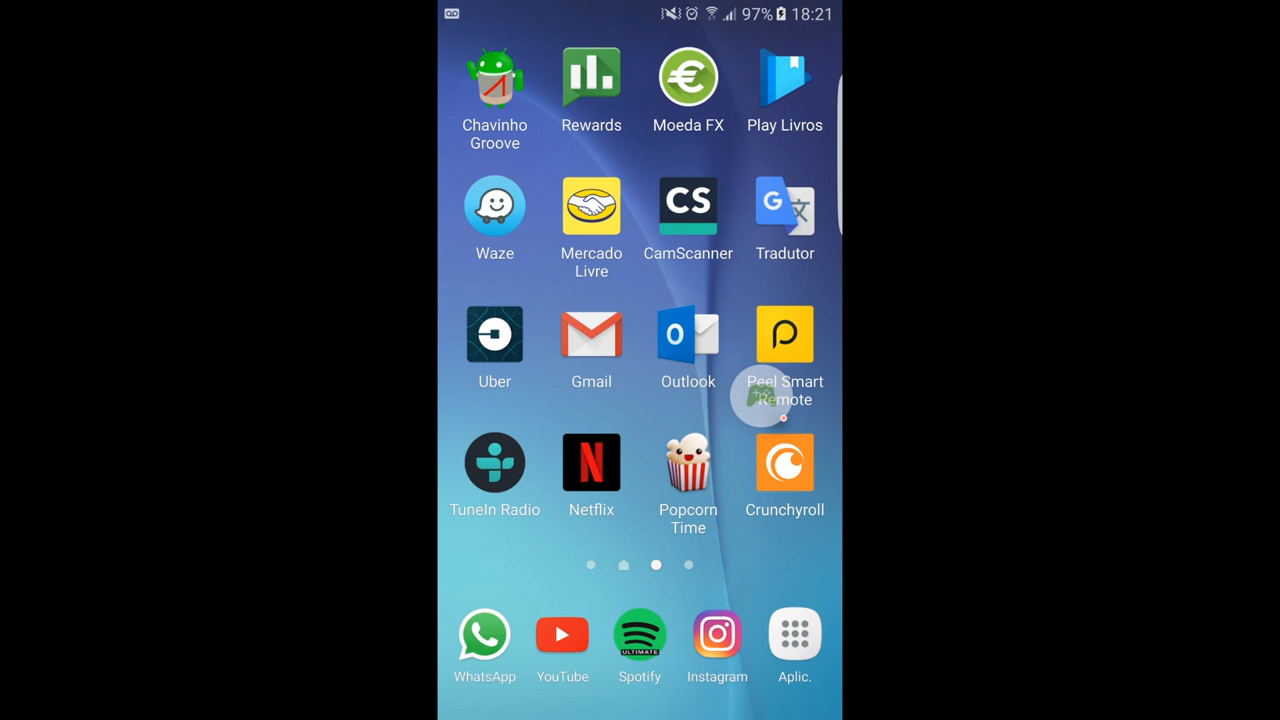 97% 18:21
Chavinho
Groove
Rewards
Moeda FX
Play Livros
Waze
Mercado
Livre
CS
CamScanner
G
Tradutor
Uber
Gmail
O
Outlook
Peel Smart
Remote
TuneIn Radio
N
Netflix
Popcorn
Time
Crunchyroll
WhatsApp
YouTube
ULTIMATE
Spotify
Instagram
Aplic.